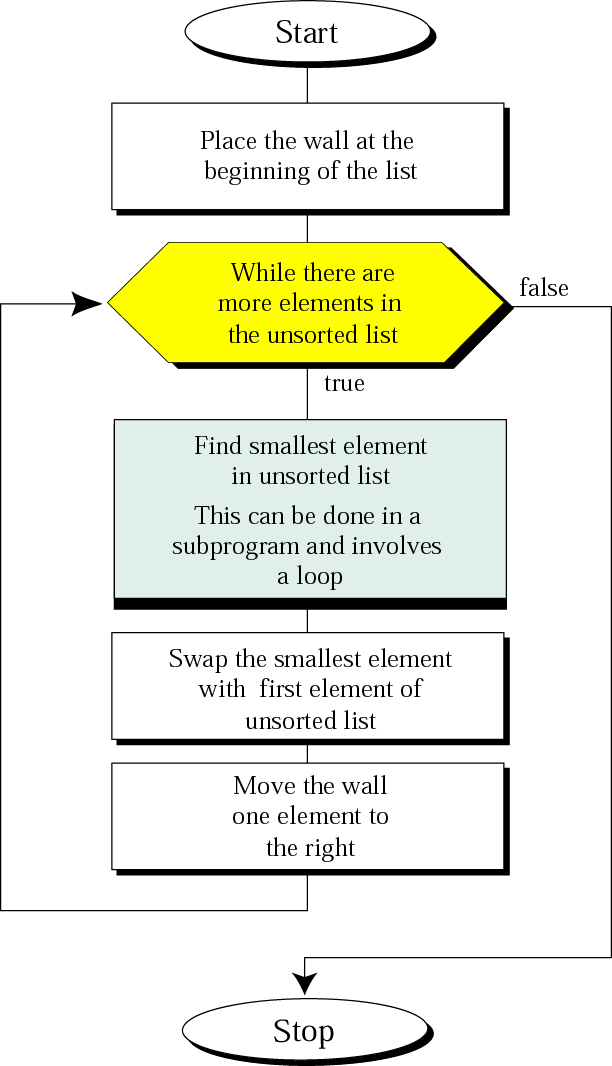 Start
Place the wall at the
beginning of the list
While there are
more elements in
the unsorted list
false
true
Find smallest element
in unsorted list
This can be done in a
subprogram and involves
a loop
Swap the smallest element
with first element of
unsorted list
Move the wall
one element to
the right
Stop